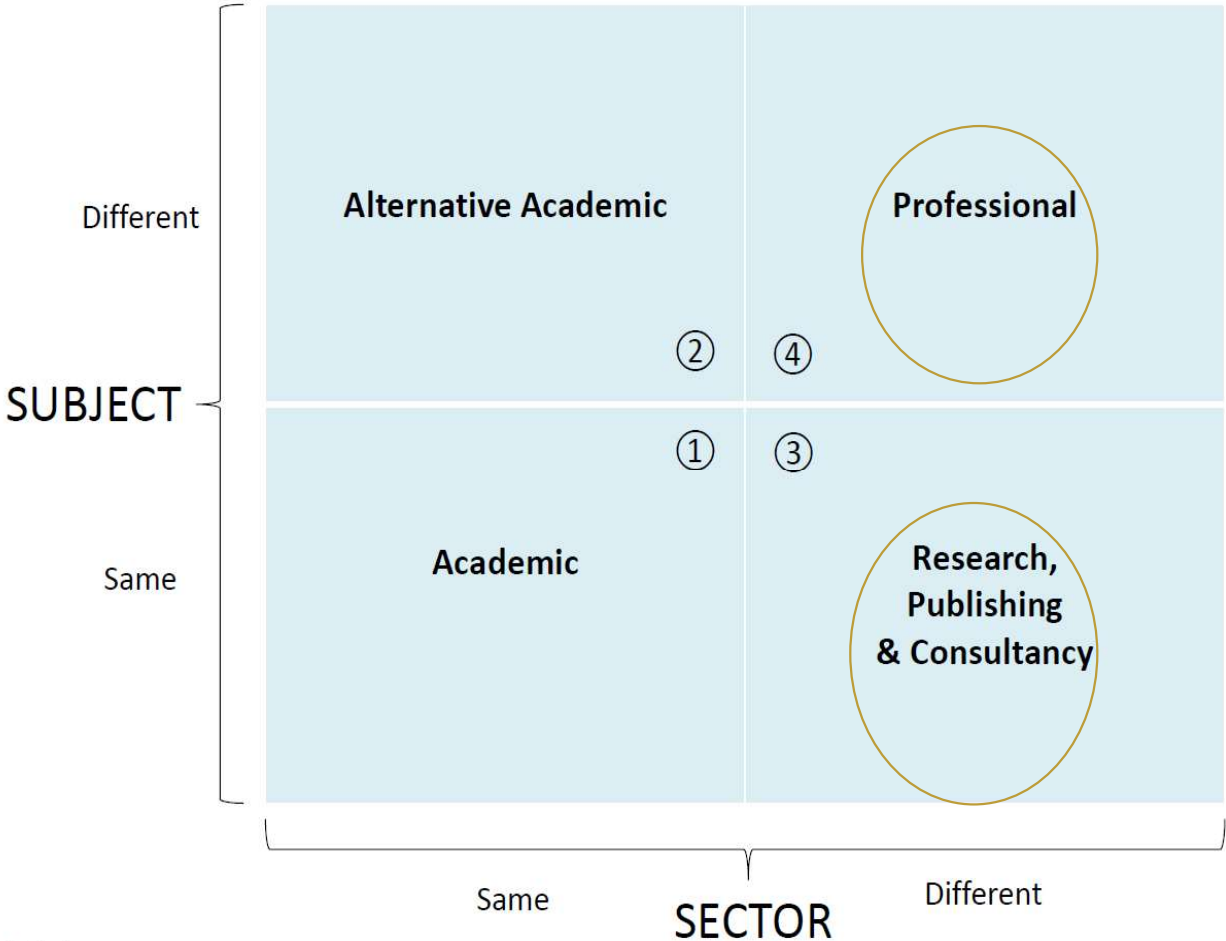 Different
Alternative Academic
Professional
②
④
SUBJECT
①
③
Same
Academic
Research,
Publishing
& Consultancy
Same
Different
SECTOR